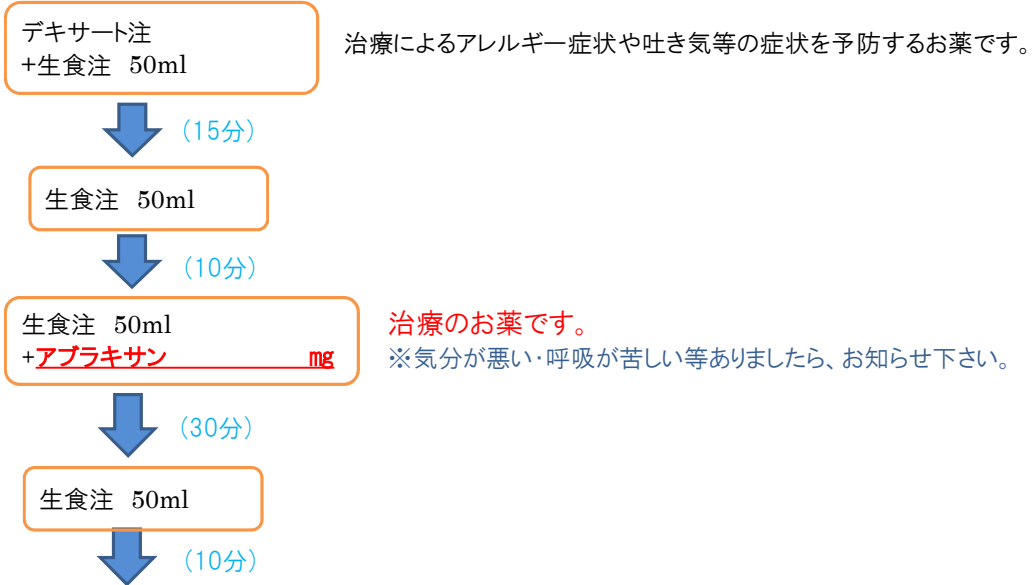 デキサート注
+生食注 50ml
治療によるアレルギー症状や吐き気等の症状を予防するお薬です。
(15分)
生食注 50ml
(10分)
生食注 50ml
+アブラキサン mg
治療のお薬です。
※気分が悪い・呼吸が苦しい等ありましたら、お知らせ下さい。
(30分)
生食注 50ml
(10分)